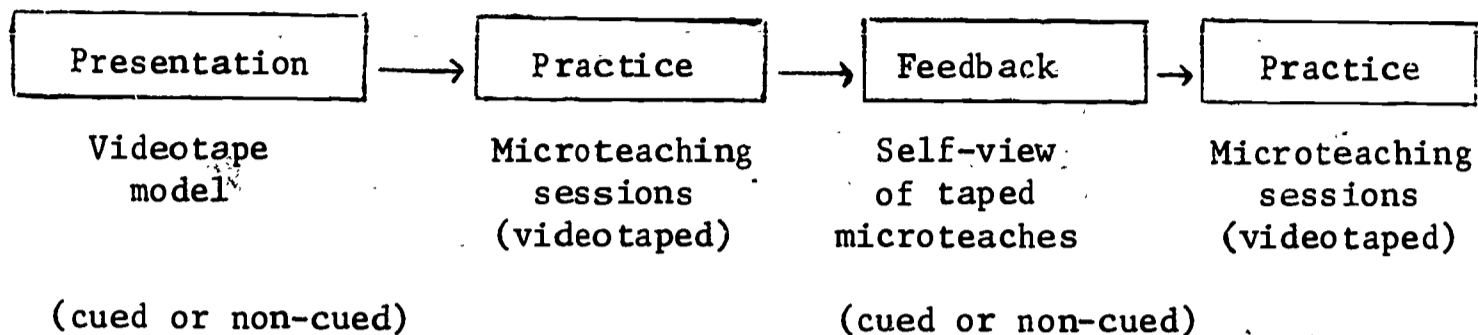 Presentation
Practice
Feedback
Practice
Videotape
model
Microteaching
sessions
(videotaped)
Self-view
of taped
microteaches
Microteaching
sessions
(videotaped)
(cued or non-cued)
(cued or non-cued)